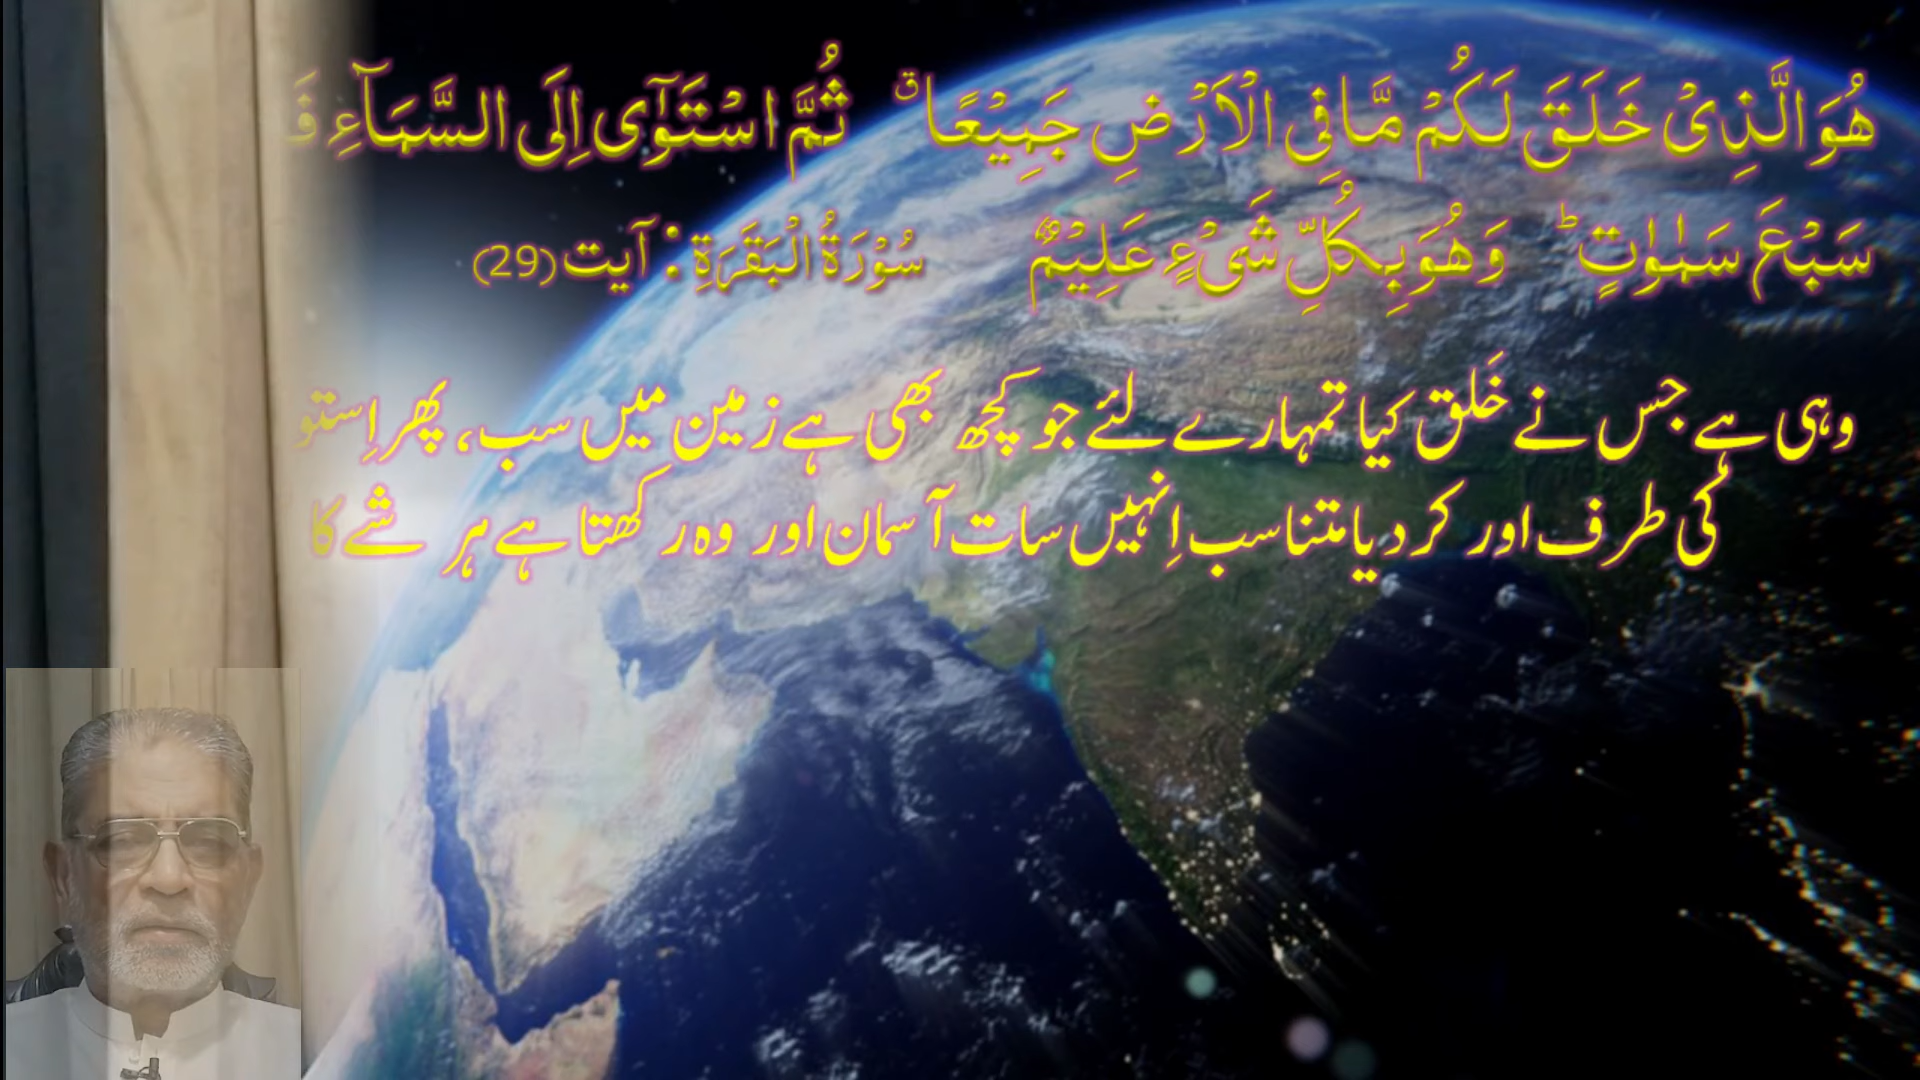 هُوَ الَّذِىْ خَلَقَ لَكُمْ مَّا فِى الْاَرْضِ جَمِيْعًا ۗ ثُمَّ اسْتَوٰٓى اِلَى السَّمَآءِ فَ
سَبْعَ سَمٰوٰتٍ ؕ وَهُوَ بِكُلِّ شَىْءٍ عَلِيْمٌ سُوْرَةُ الْبَقَرَةِ : آیت (29)
وہی ہے جس نے خَلق کیا تمہارے لئے جو کچھ بھی ہے زمین میں سب، پھر اِستو
کی طرف اور کر دیا متناسب اِنہیں سات آسمان اور وہ رکھتا ہے ہر شے کا